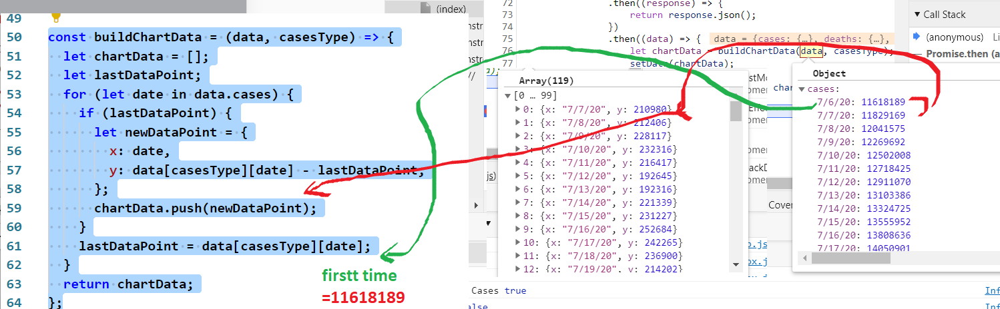 49
50 const buildChartData = (data, casesType) => {
51 let chartData = [];
52 let lastDataPoint;
53 for (let date in data.cases) {
54 if (lastDataPoint) {
55 let newDataPoint = {
56 x: date,
57 y: data[casesType][date] - lastDataPoint;
58 };
59 chartData.push(newDataPoint);
60 }
61 lastDataPoint = data[casesType][date];
62 }
63 return chartData;
64 };
firstt time
=11618189
(index)
72 .then((response) => {
73 return response.json();
74 })
75 .then((data) => { data = {cases: {…}, deaths: {…},
76 let chartData = buildChartData(data, casesType);
77 setData(chartData);
Array(119)
[0 … 99]
0: {x: "7/7/20", y: 210980}
1: {x: "7/8/20", y: 212406}
2: {x: "7/9/20", y: 228117}
3: {x: "7/10/20", y: 232316}
4: {x: "7/11/20", y: 216417}
5: {x: "7/12/20", y: 192645}
6: {x: "7/13/20", y: 192316}
7: {x: "7/14/20", y: 221339}
8: {x: "7/15/20", y: 231227}
9: {x: "7/16/20", y: 252684}
10: {x: "7/17/20", y: 242265}
11: {x: "7/18/20", y: 236900}
12: {x: "7/19/20", y: 214202}
Call Stack
(anonymous) Li
Promise.then (a
Object
cases:
7/6/20: 11618189
7/7/20: 11829169
7/8/20: 12041575
7/9/20: 12269692
7/10/20: 12502008
7/11/20: 12718425
7/12/20: 12911070
7/13/20: 13103386
7/14/20: 13324725
7/15/20: 13555952
7/16/20: 13808636
7/17/20: 14050901
Cover
js)
Cases true
Inf
alse
Inf